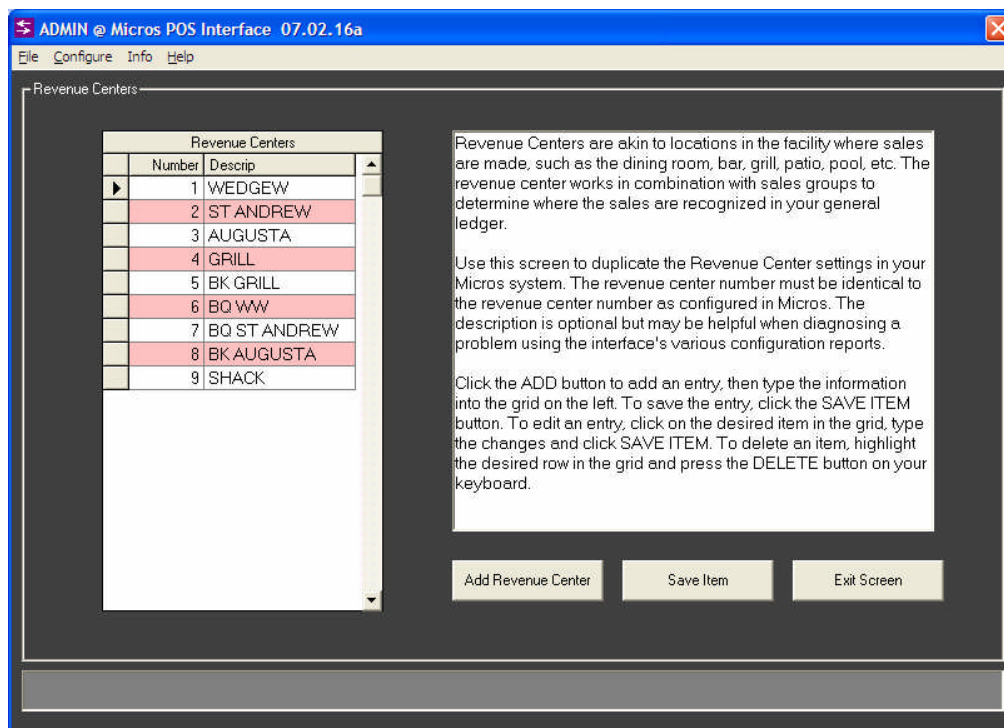 ADMIN @ Micros POS Interface 07.02.16a
File Configure Info Help
Revenue Centers
Revenue Centers
Number Descrip
1 WEDGEW
2 ST ANDREW
3 AUGUSTA
4 GRILL
5 BK GRILL
6 BQ WW
7 BQ ST ANDREW
8 BK AUGUSTA
9 SHACK
Revenue Centers are akin to locations in the facility where sales
are made, such as the dining room, bar, grill, patio, pool, etc. The
revenue center works in combination with sales groups to
determine where the sales are recognized in your general
ledger.
Use this screen to duplicate the Revenue Center settings in your
Micros system. The revenue center number must be identical to
the revenue center number as configured in Micros. The
description is optional but may be helpful when diagnosing a
problem using the interface's various configuration reports.
Click the ADD button to add an entry, then type the information
into the grid on the left. To save the entry, click the SAVE ITEM
button. To edit an entry, click on the desired item in the grid, type
the changes and click SAVE ITEM. To delete an item, highlight
the desired row in the grid and press the DELETE button on your
keyboard.
Add Revenue Center Save Item Exit Screen